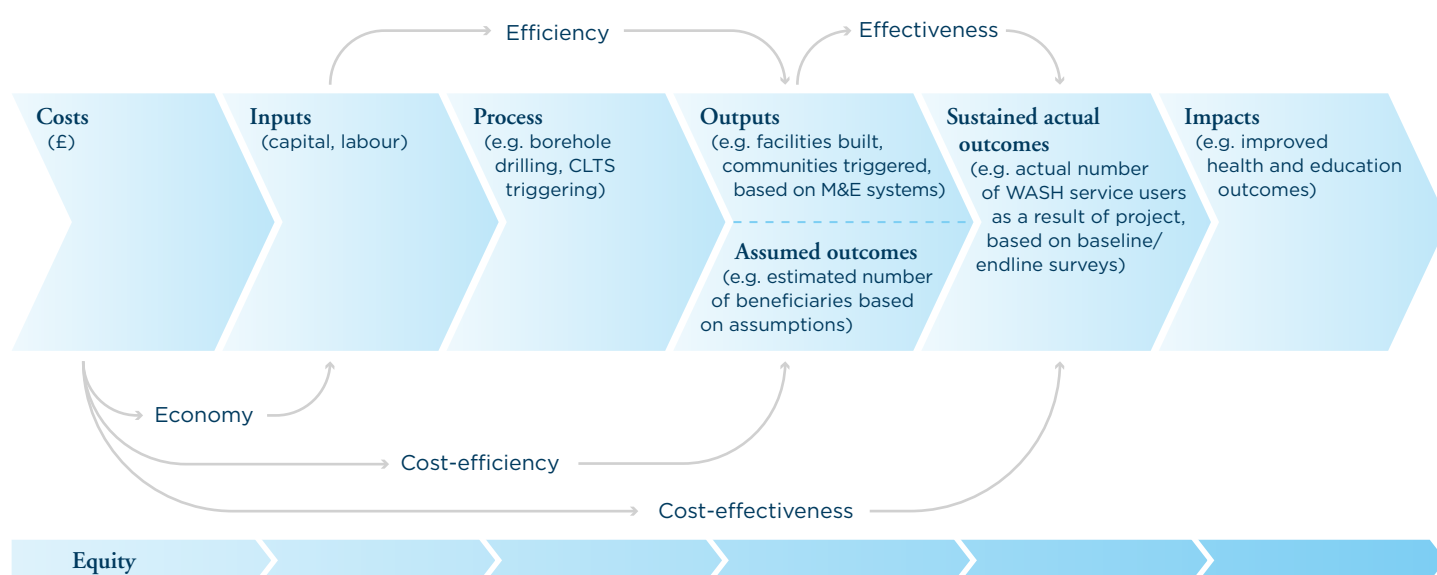 Efficiency
Effectiveness
Costs
(£)
Inputs
(capital, labour)
Process
(e.g. borehole
drilling, CLTS
triggering)
Outputs
(e.g. facilities built,
communities triggered,
based on M&E systems)
Assumed outcomes
(e.g. estimated number
of beneficiaries based
on assumptions)
Sustained actual
outcomes
(e.g. actual number
of WASH service users
as a result of project,
based on baseline/
endline surveys)
Impacts
(e.g. improved
health and education
outcomes)
Economy
Cost-efficiency
Cost-effectiveness
Equity